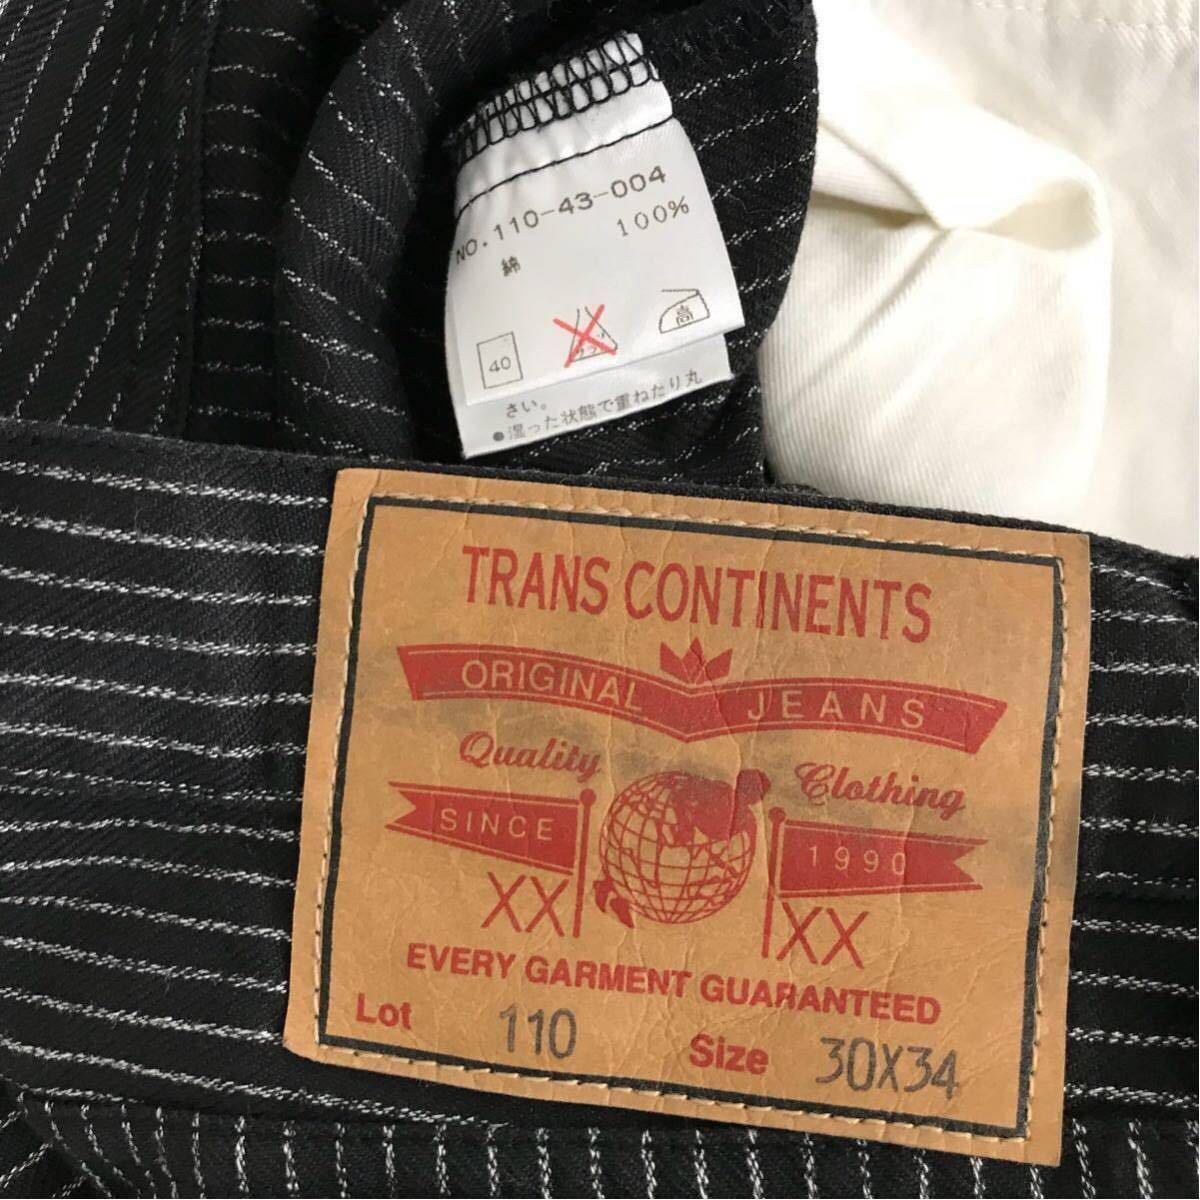 NO.110-43-004
綿 100%
40
高
さい。
●湿った状態で重ねたり丸
TRANS CONTINENTS
ORIGINAL JEANS
Quality Clothing
SINCE 1990
XX XX
EVERY GARMENT GUARANTEED
Lot 110 Size 30X34